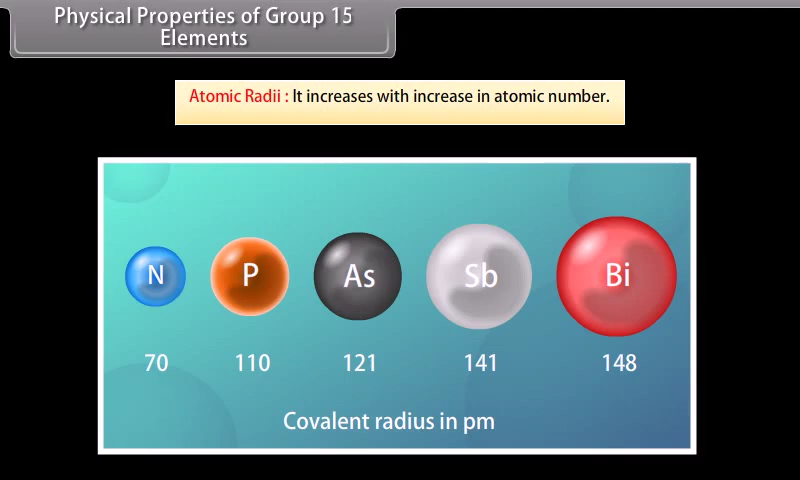 Physical Properties of Group 15
Elements
Atomic Radii : It increases with increase in atomic number.
N P As Sb Bi
70 110 121 141 148
Covalent radius in pm